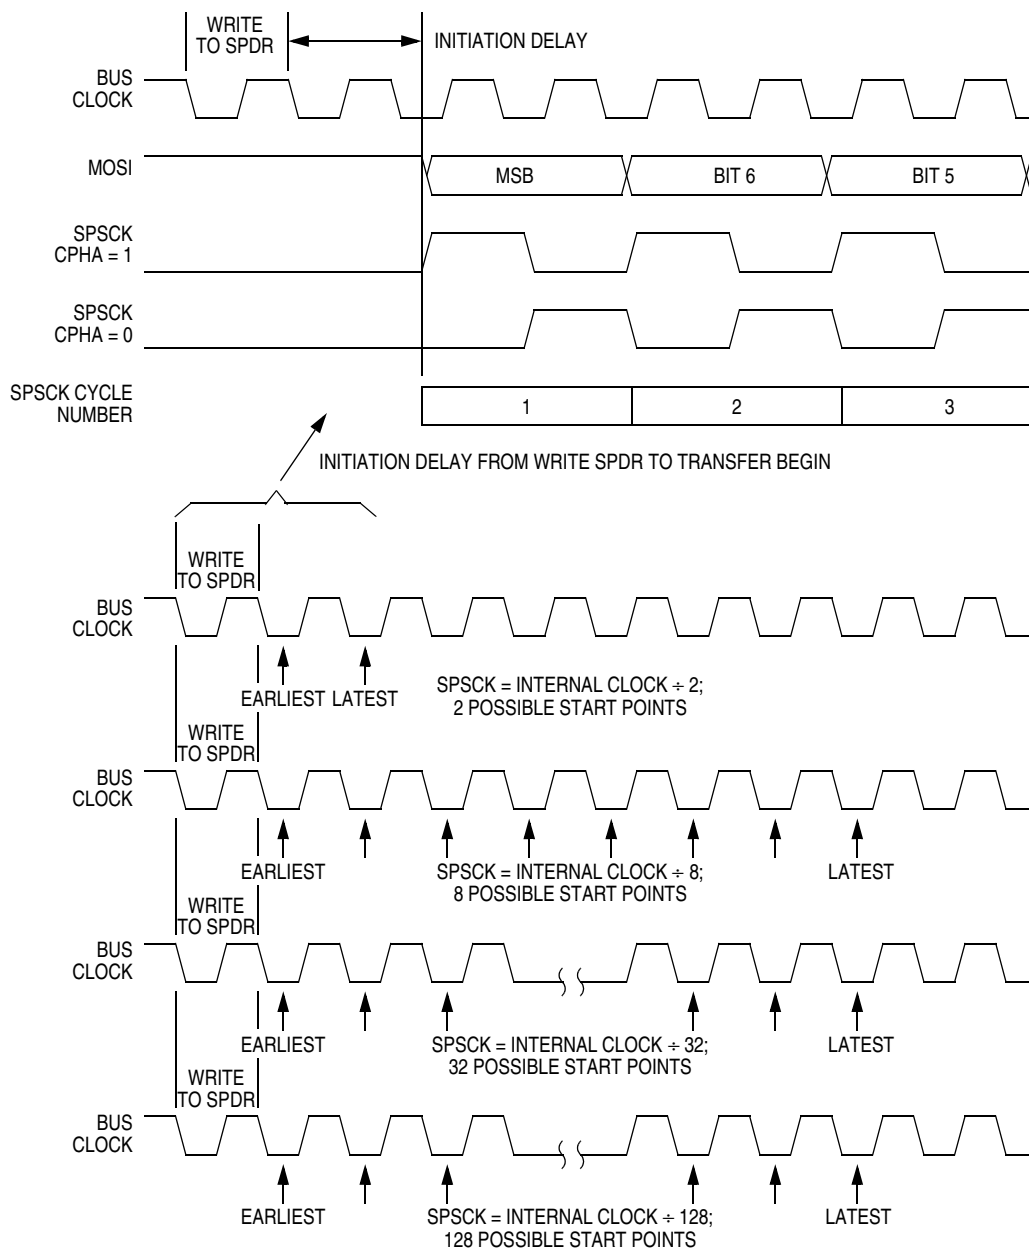 WRITE
TO SPDR
INITIATION DELAY
BUS
CLOCK
MOSI
MSB
BIT 6
BIT 5
SPSCK
CPHA = 1
SPSCK
CPHA = 0
SPSCK CYCLE
NUMBER
1
2
3
INITIATION DELAY FROM WRITE SPDR TO TRANSFER BEGIN
WRITE
TO SPDR
BUS
CLOCK
EARLIEST
LATEST
SPSCK = INTERNAL CLOCK ÷ 2;
2 POSSIBLE START POINTS
WRITE
TO SPDR
BUS
CLOCK
EARLIEST
SPSCK = INTERNAL CLOCK ÷ 8;
8 POSSIBLE START POINTS
LATEST
WRITE
TO SPDR
BUS
CLOCK
EARLIEST
SPSCK = INTERNAL CLOCK ÷ 32;
32 POSSIBLE START POINTS
LATEST
WRITE
TO SPDR
BUS
CLOCK
EARLIEST
SPSCK = INTERNAL CLOCK ÷ 128;
128 POSSIBLE START POINTS
LATEST